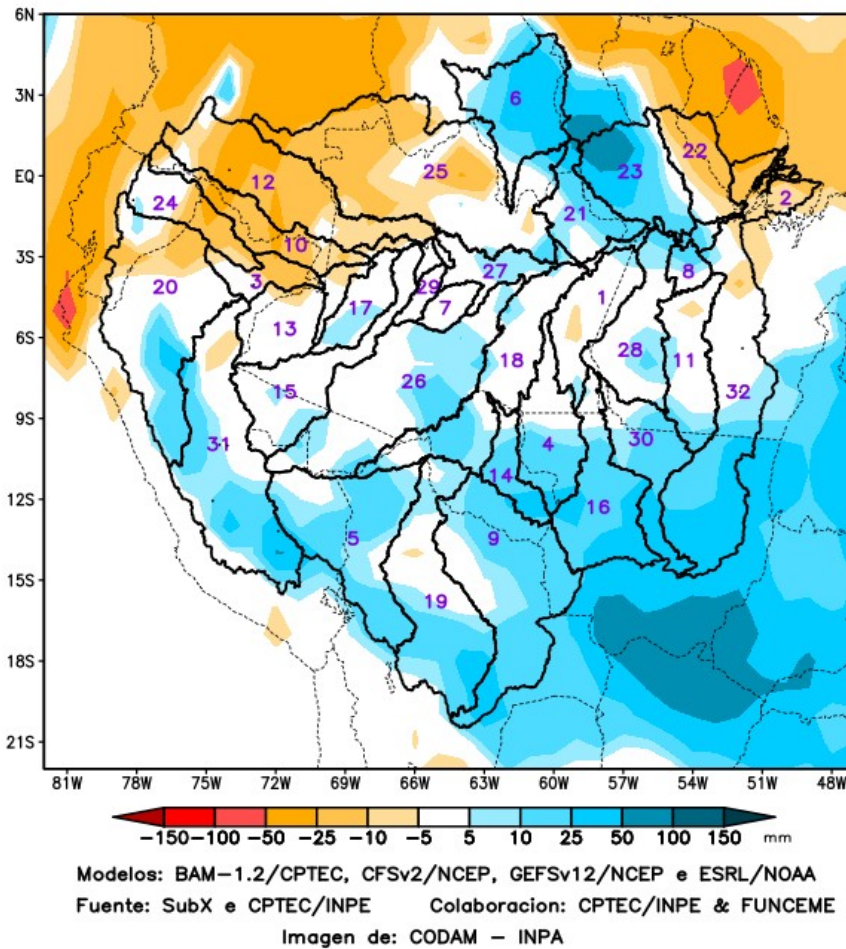 6N
3N
EQ
3S
6S
9S
12S
15S
18S
21S
6
12
25
22
24
23
2
21
10
3
27
8
20
29
17
7
1
13
28
18
11
15
26
32
31
30
4
14
16
5
9
19
81W 78W 75W 72W 69W 66W 63W 60W 57W 54W 51W 48W
−150 −100 −50 −25 −10 −5 5 10 25 50 100 150 mm
Modelos: BAM−1.2/CPTEC, CFSv2/NCEP, GEFSv12/NCEP e ESRL/NOAA
Fuente: SubX e CPTEC/INPE Colaboracion: CPTEC/INPE & FUNCEME
Imagen de: CODAM − INPA